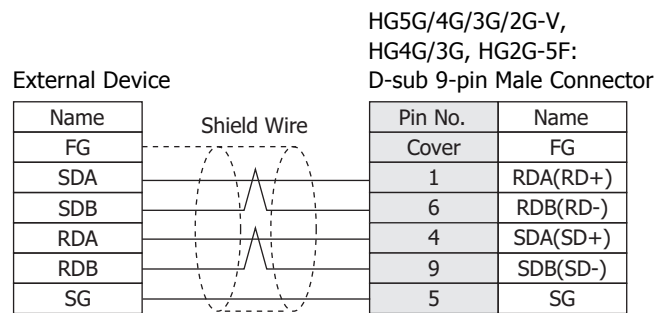 HG5G/4G/3G/2G-V,
HG4G/3G, HG2G-5F:
External Device
D-sub 9-pin Male Connector
Name
Shield Wire
Pin No.
Name
FG
Cover
FG
SDA
1
RDA(RD+)
SDB
6
RDB(RD-)
RDA
4
SDA(SD+)
RDB
9
SDB(SD-)
SG
5
SG